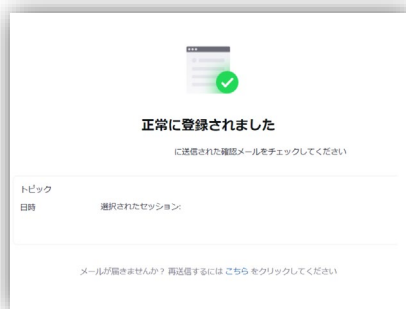 正常に登録されました
に送信された確認メールをチェックしてください
トピック
日時 選択されたセッション:
メールが届きませんか? 再送信するには こちら をクリックしてください